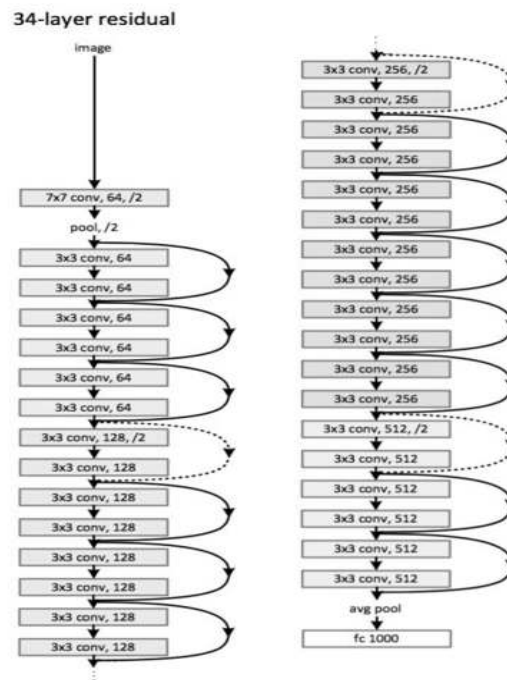 34-layer residual
image
7x7 conv, 64, /2
pool, /2
3x3 conv, 64
3x3 conv, 64
3x3 conv, 64
3x3 conv, 64
3x3 conv, 64
3x3 conv, 64
3x3 conv, 128, /2
3x3 conv, 128
3x3 conv, 128
3x3 conv, 128
3x3 conv, 128
3x3 conv, 128
3x3 conv, 128
3x3 conv, 128
3x3 conv, 256, /2
3x3 conv, 256
3x3 conv, 256
3x3 conv, 256
3x3 conv, 256
3x3 conv, 256
3x3 conv, 256
3x3 conv, 256
3x3 conv, 256
3x3 conv, 256
3x3 conv, 256
3x3 conv, 256
3x3 conv, 512, /2
3x3 conv, 512
3x3 conv, 512
3x3 conv, 512
3x3 conv, 512
3x3 conv, 512
avg pool
fc 1000